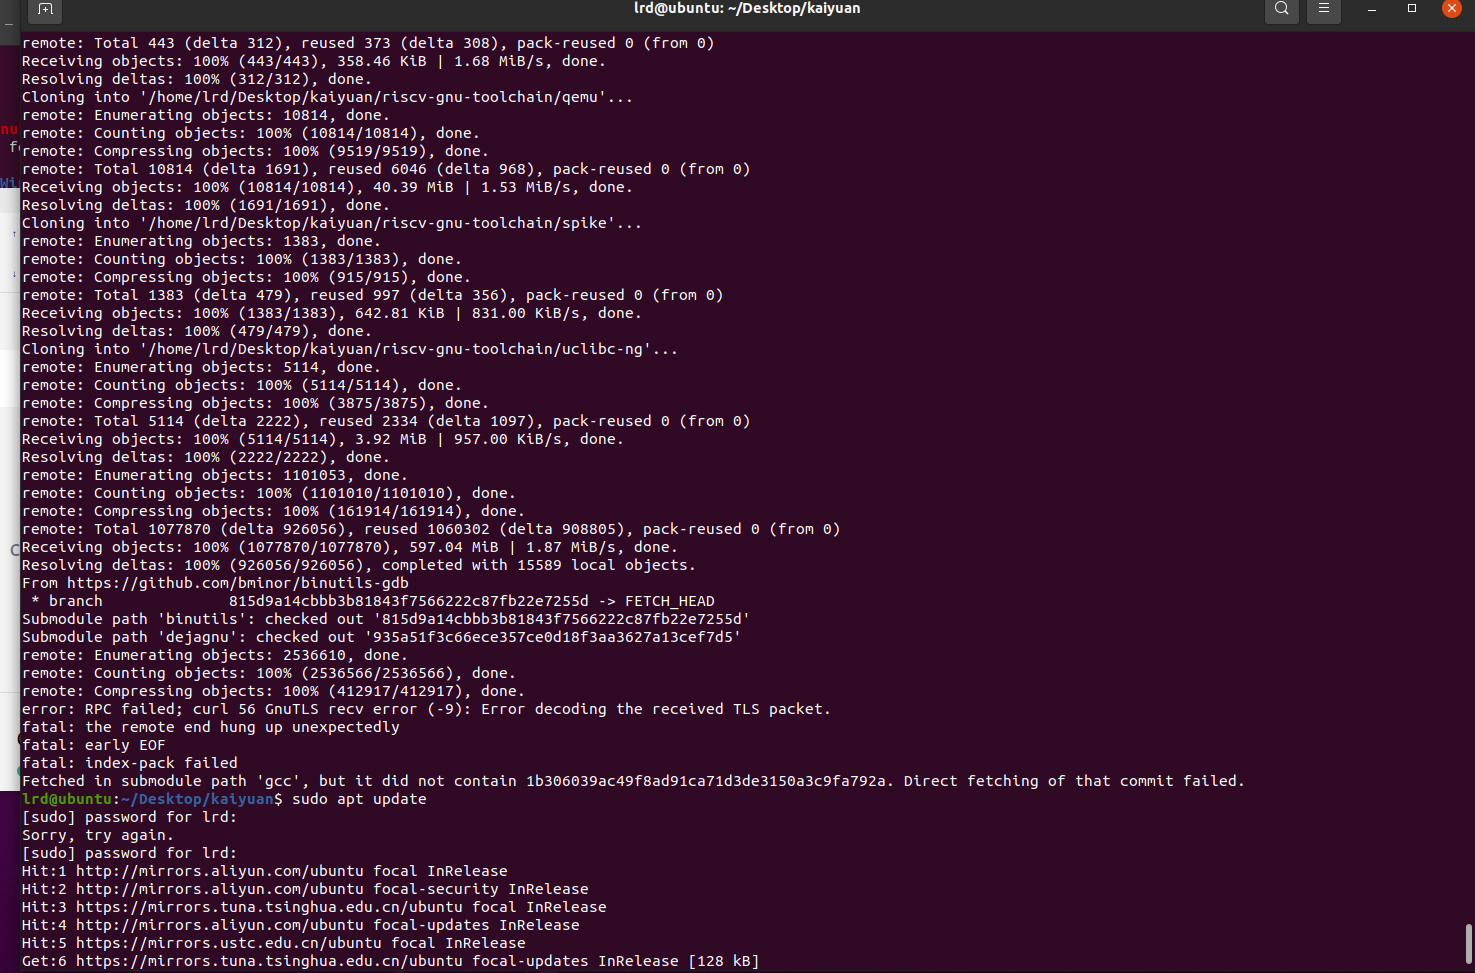 lrd@ubuntu: ~/Desktop/kaiyuan
remote: Total 443 (delta 312), reused 373 (delta 308), pack-reused 0 (from 0)
Receiving objects: 100% (443/443), 358.46 KiB | 1.68 MiB/s, done.
Resolving deltas: 100% (312/312), done.
Cloning into '/home/lrd/Desktop/kaiyuan/riscv-gnu-toolchain/qemu'...
remote: Enumerating objects: 10814, done.
remote: Counting objects: 100% (10814/10814), done.
remote: Compressing objects: 100% (9519/9519), done.
remote: Total 10814 (delta 1691), reused 6046 (delta 968), pack-reused 0 (from 0)
Receiving objects: 100% (10814/10814), 40.39 MiB | 1.53 MiB/s, done.
Resolving deltas: 100% (1691/1691), done.
Cloning into '/home/lrd/Desktop/kaiyuan/riscv-gnu-toolchain/spike'...
remote: Enumerating objects: 1383, done.
remote: Counting objects: 100% (1383/1383), done.
remote: Compressing objects: 100% (915/915), done.
remote: Total 1383 (delta 479), reused 997 (delta 356), pack-reused 0 (from 0)
Receiving objects: 100% (1383/1383), 642.81 KiB | 831.00 KiB/s, done.
Resolving deltas: 100% (479/479), done.
Cloning into '/home/lrd/Desktop/kaiyuan/riscv-gnu-toolchain/uclibc-ng'...
remote: Enumerating objects: 5114, done.
remote: Counting objects: 100% (5114/5114), done.
remote: Compressing objects: 100% (3875/3875), done.
remote: Total 5114 (delta 2222), reused 2334 (delta 1097), pack-reused 0 (from 0)
Receiving objects: 100% (5114/5114), 3.92 MiB | 957.00 KiB/s, done.
Resolving deltas: 100% (2222/2222), done.
remote: Enumerating objects: 1101053, done.
remote: Counting objects: 100% (1101010/1101010), done.
remote: Compressing objects: 100% (161914/161914), done.
remote: Total 1077870 (delta 926056), reused 1060302 (delta 908805), pack-reused 0 (from 0)
Receiving objects: 100% (1077870/1077870), 597.04 MiB | 1.87 MiB/s, done.
Resolving deltas: 100% (926056/926056), completed with 15589 local objects.
From https://github.com/bminor/binutils-gdb
 * branch              815d9a14cbbb3b81843f7566222c87fb22e7255d -> FETCH_HEAD
Submodule path 'binutils': checked out '815d9a14cbbb3b81843f7566222c87fb22e7255d'
Submodule path 'dejagnu': checked out '935a51f3c66ece357ce0d18f3aa3627a13cef7d5'
remote: Enumerating objects: 2536610, done.
remote: Counting objects: 100% (2536566/2536566), done.
remote: Compressing objects: 100% (412917/412917), done.
error: RPC failed; curl 56 GnuTLS recv error (-9): Error decoding the received TLS packet.
fatal: the remote end hung up unexpectedly
fatal: early EOF
fatal: index-pack failed
Fetched in submodule path 'gcc', but it did not contain 1b306039ac49f8ad91ca71d3de3150a3c9fa792a. Direct fetching of that commit failed.
lrd@ubuntu:~/Desktop/kaiyuan$ sudo apt update
[sudo] password for lrd:
Sorry, try again.
[sudo] password for lrd:
Hit:1 http://mirrors.aliyun.com/ubuntu focal InRelease
Hit:2 http://mirrors.aliyun.com/ubuntu focal-security InRelease
Hit:3 https://mirrors.tuna.tsinghua.edu.cn/ubuntu focal InRelease
Hit:4 http://mirrors.aliyun.com/ubuntu focal-updates InRelease
Hit:5 https://mirrors.ustc.edu.cn/ubuntu focal InRelease
Get:6 https://mirrors.tuna.tsinghua.edu.cn/ubuntu focal-updates InRelease [128 kB]